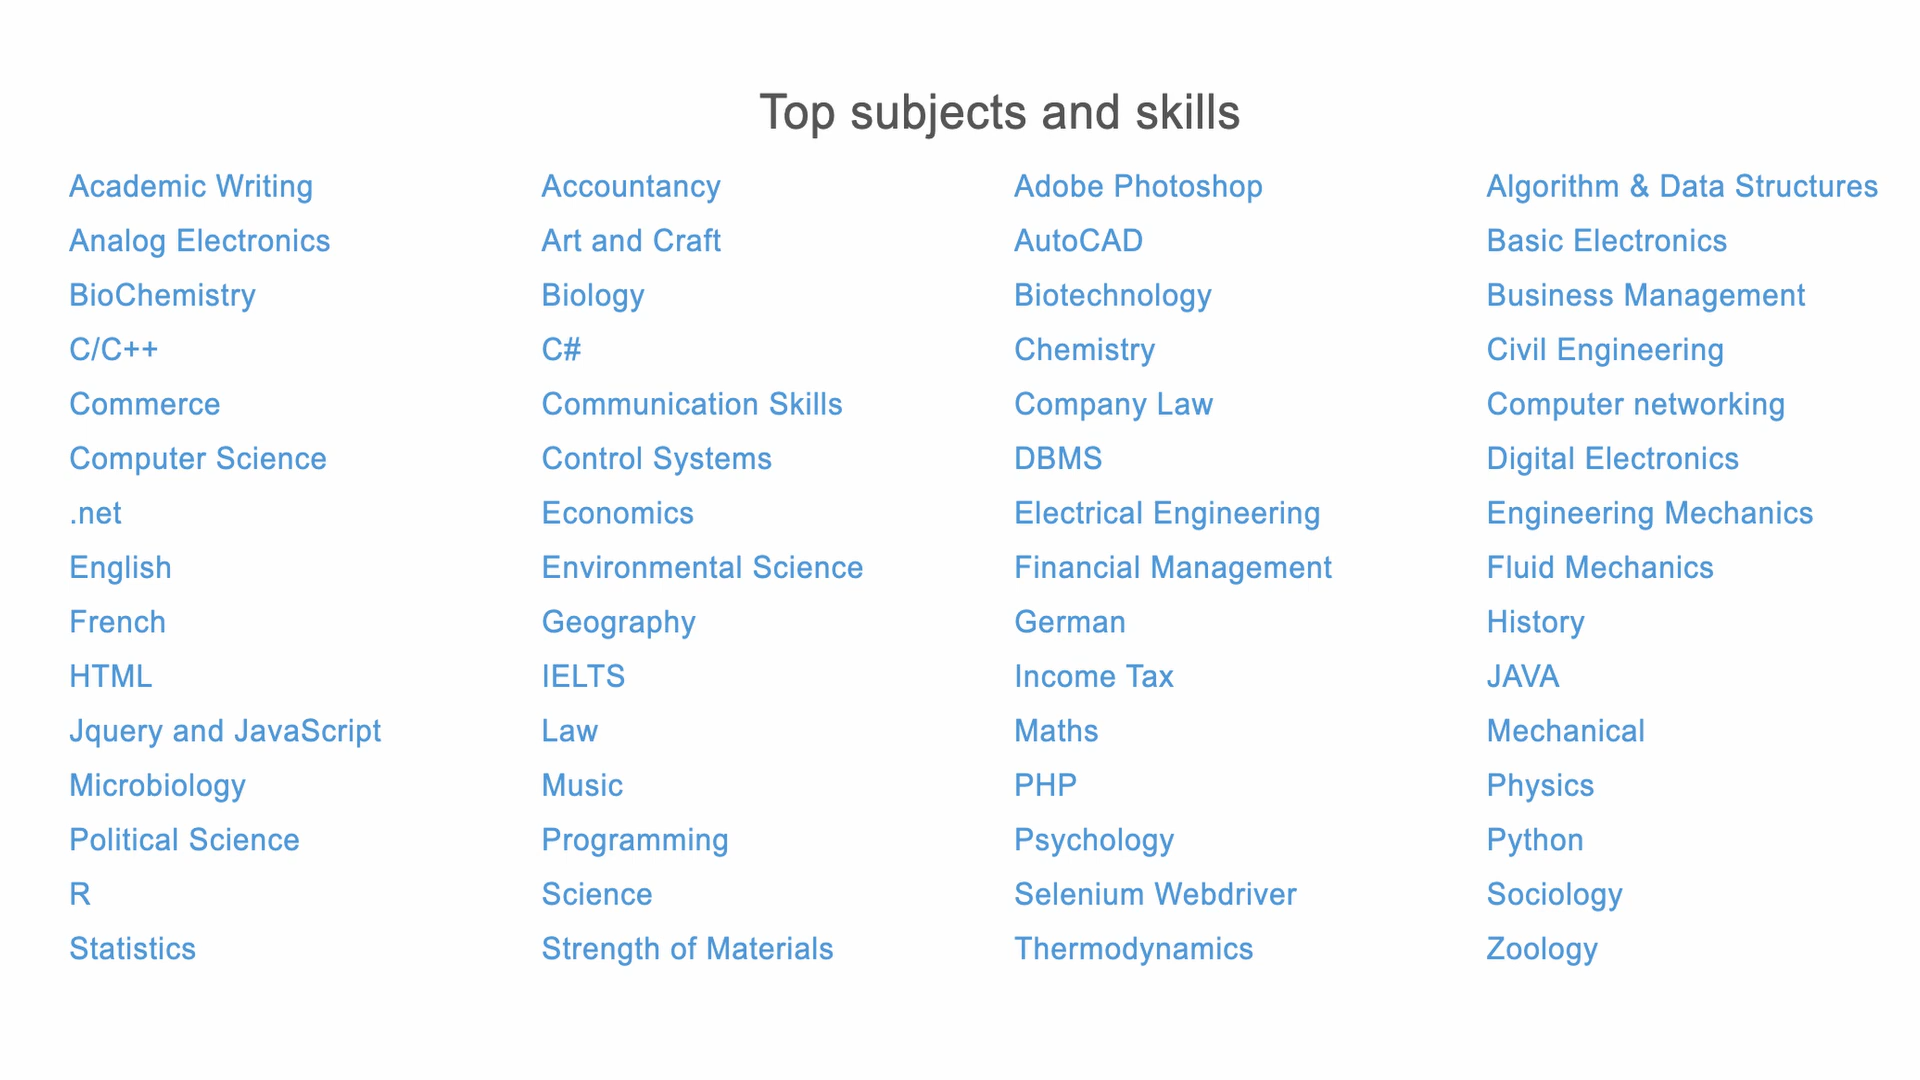 Top subjects and skills
Academic Writing Accountancy Adobe Photoshop Algorithm & Data Structures
Analog Electronics Art and Craft AutoCAD Basic Electronics
BioChemistry Biology Biotechnology Business Management
C/C++ C# Chemistry Civil Engineering
Commerce Communication Skills Company Law Computer networking
Computer Science Control Systems DBMS Digital Electronics
.net Economics Electrical Engineering Engineering Mechanics
English Environmental Science Financial Management Fluid Mechanics
French Geography German History
HTML IELTS Income Tax JAVA
Jquery and JavaScript Law Maths Mechanical
Microbiology Music PHP Physics
Political Science Programming Psychology Python
R Science Selenium Webdriver Sociology
Statistics Strength of Materials Thermodynamics Zoology